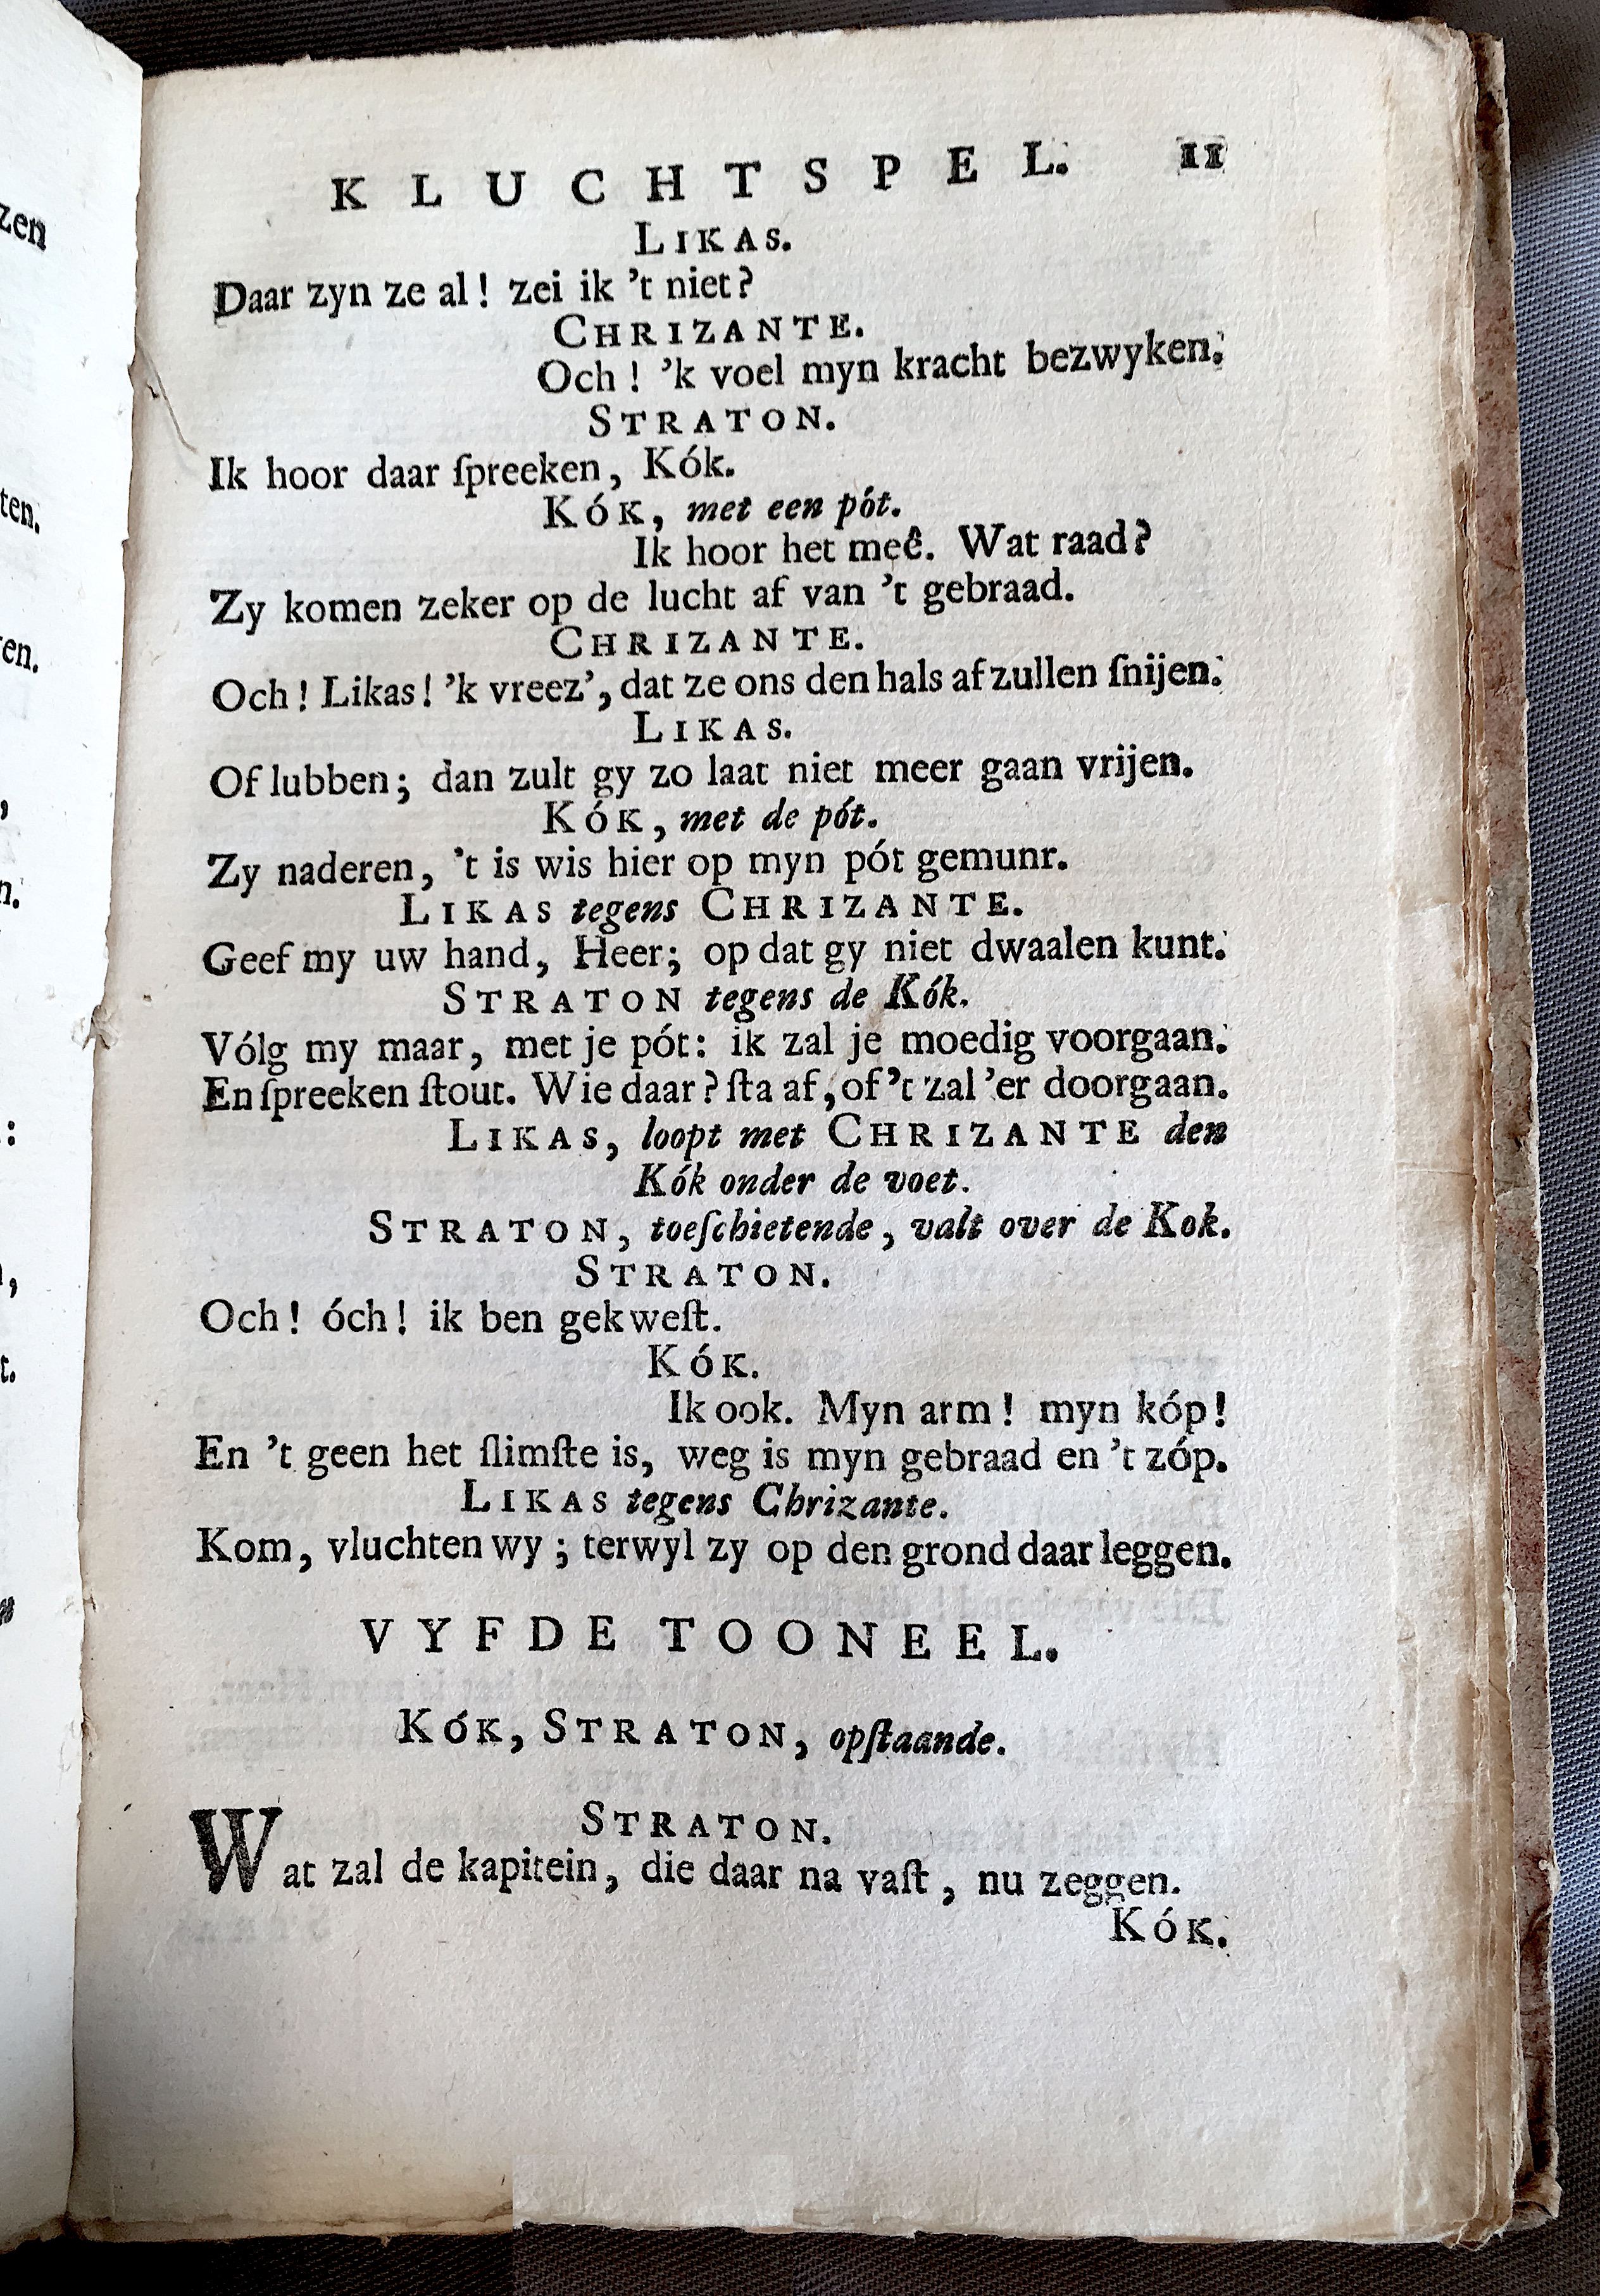 KLUCHTSPEL. 11
LIKAS.
Daar zyn ze al! zei ik 't niet?
CHRIZANTE.
Och! 'k voel myn kracht bezwyken.
STRATON.
Ik hoor daar ſpreeken, Kók.
KóK, met een pót.
Ik hoor het meê. Wat raad?
Zy komen zeker op de lucht af van 't gebraad.
CHRIZANTE.
Och! Likas! 'k vreez', dat ze ons den hals af zullen ſnijen.
LIKAS.
Of lubben; dan zult gy zo laat niet meer gaan vrijen.
KóK, met de pót.
Zy naderen, 't is wis hier op myn pót gemunr.
LIKAS tegens CHRIZANTE.
Geef my uw hand, Heer; op dat gy niet dwaalen kunt.
STRATON tegens de Kók.
Vólg my maar, met je pót: ik zal je moedig voorgaan.
En ſpreeken ſtout. Wie daar? ſta af, of 't zal 'er doorgaan.
LIKAS, loopt met CHRIZANTE den
Kók onder de voet.
STRATON, toeſchietende, valt over de Kok.
STRATON.
Och! óch! ik ben gekweſt.
KóK.
Ik ook. Myn arm! myn kóp!
En 't geen het ſlimſte is, weg is myn gebraad en 't zóp.
LIKAS tegens Chrizante.
Kom, vluchten wy; terwyl zy op den grond daar leggen.
VYFDE TOONEEL.
KóK, STRATON, opſtaande.
STRATON.
Wat zal de kapitein, die daar na vaſt, nu zeggen.
KóK.
zen
ten.
en.